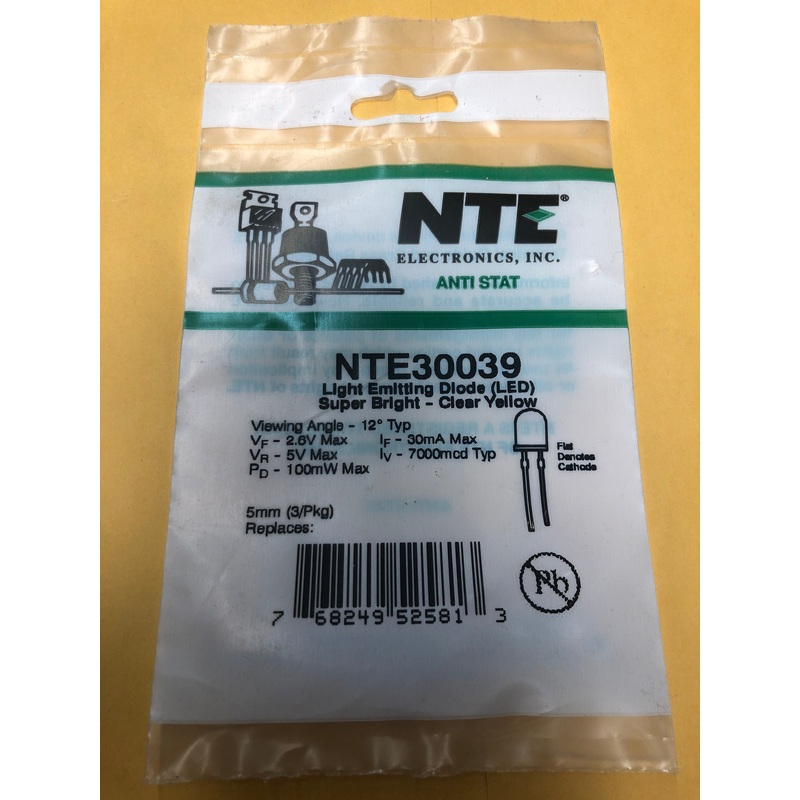 NTE®
ELECTRONICS, INC.
ANTI STAT
NTE30039
Light Emitting Diode (LED)
Super Bright - Clear Yellow
Viewing Angle - 12° Typ
VF - 2.6V Max IF - 30mA Max
VR - 5V Max IV - 7000mcd Typ
PD - 100mW Max
Flat
Denotes
Cathode
5mm (3/Pkg)
Replaces:
Pb
7 68249 52581 3